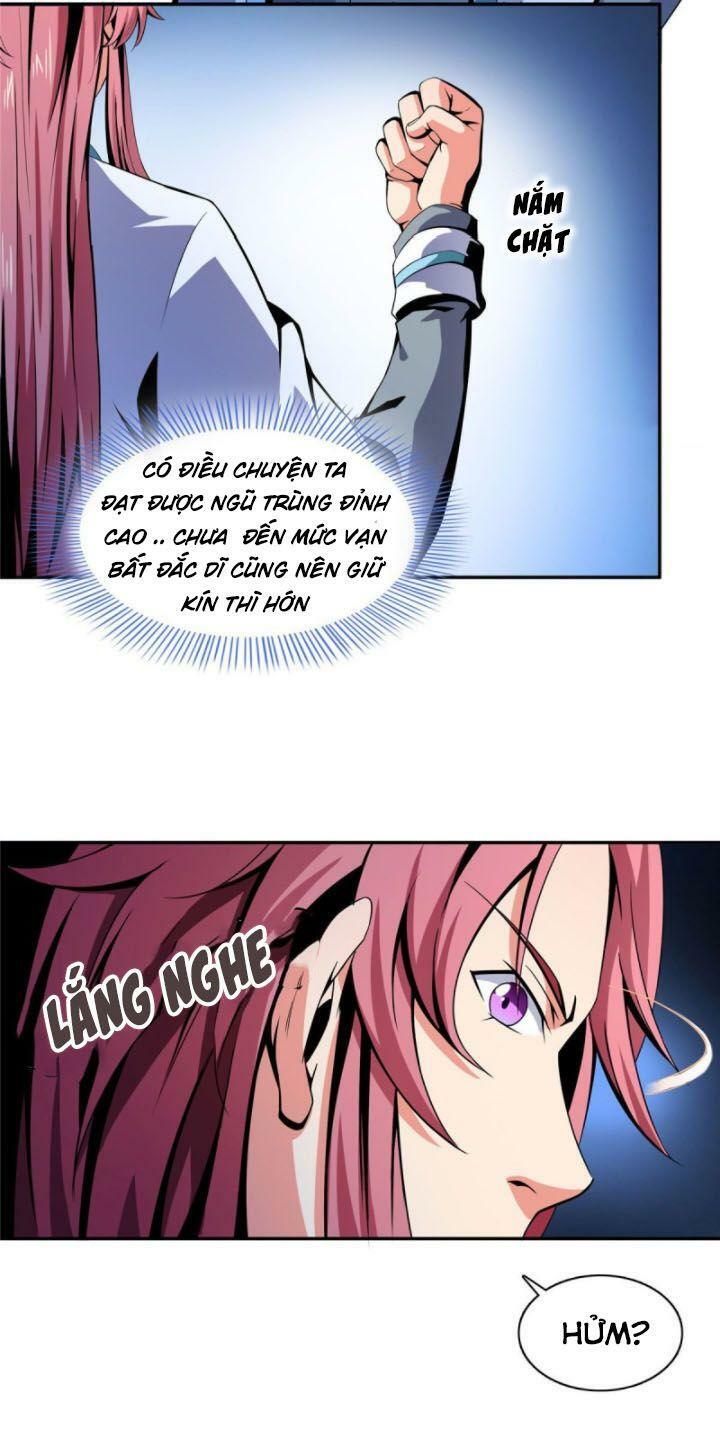 NẮM
CHẶT
CÓ ĐIỀU CHUYỆN TA
ĐẠT ĐƯỢC NGŨ TRÙNG ĐỈNH
CAO .. CHƯA ĐẾN MỨC VẠN
BẤT ĐẮC DĨ CŨNG NÊN GIỮ
KÍN THÌ HỚN
LẮNG NGHE
HỬM?